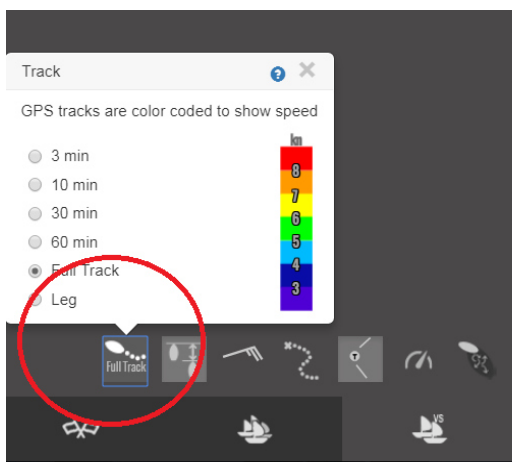 Track
GPS tracks are color coded to show speed
kn
3 min
8
10 min
7
30 min
6
60 min
5
Full Track
4
Leg
3
Full Track
T
VS